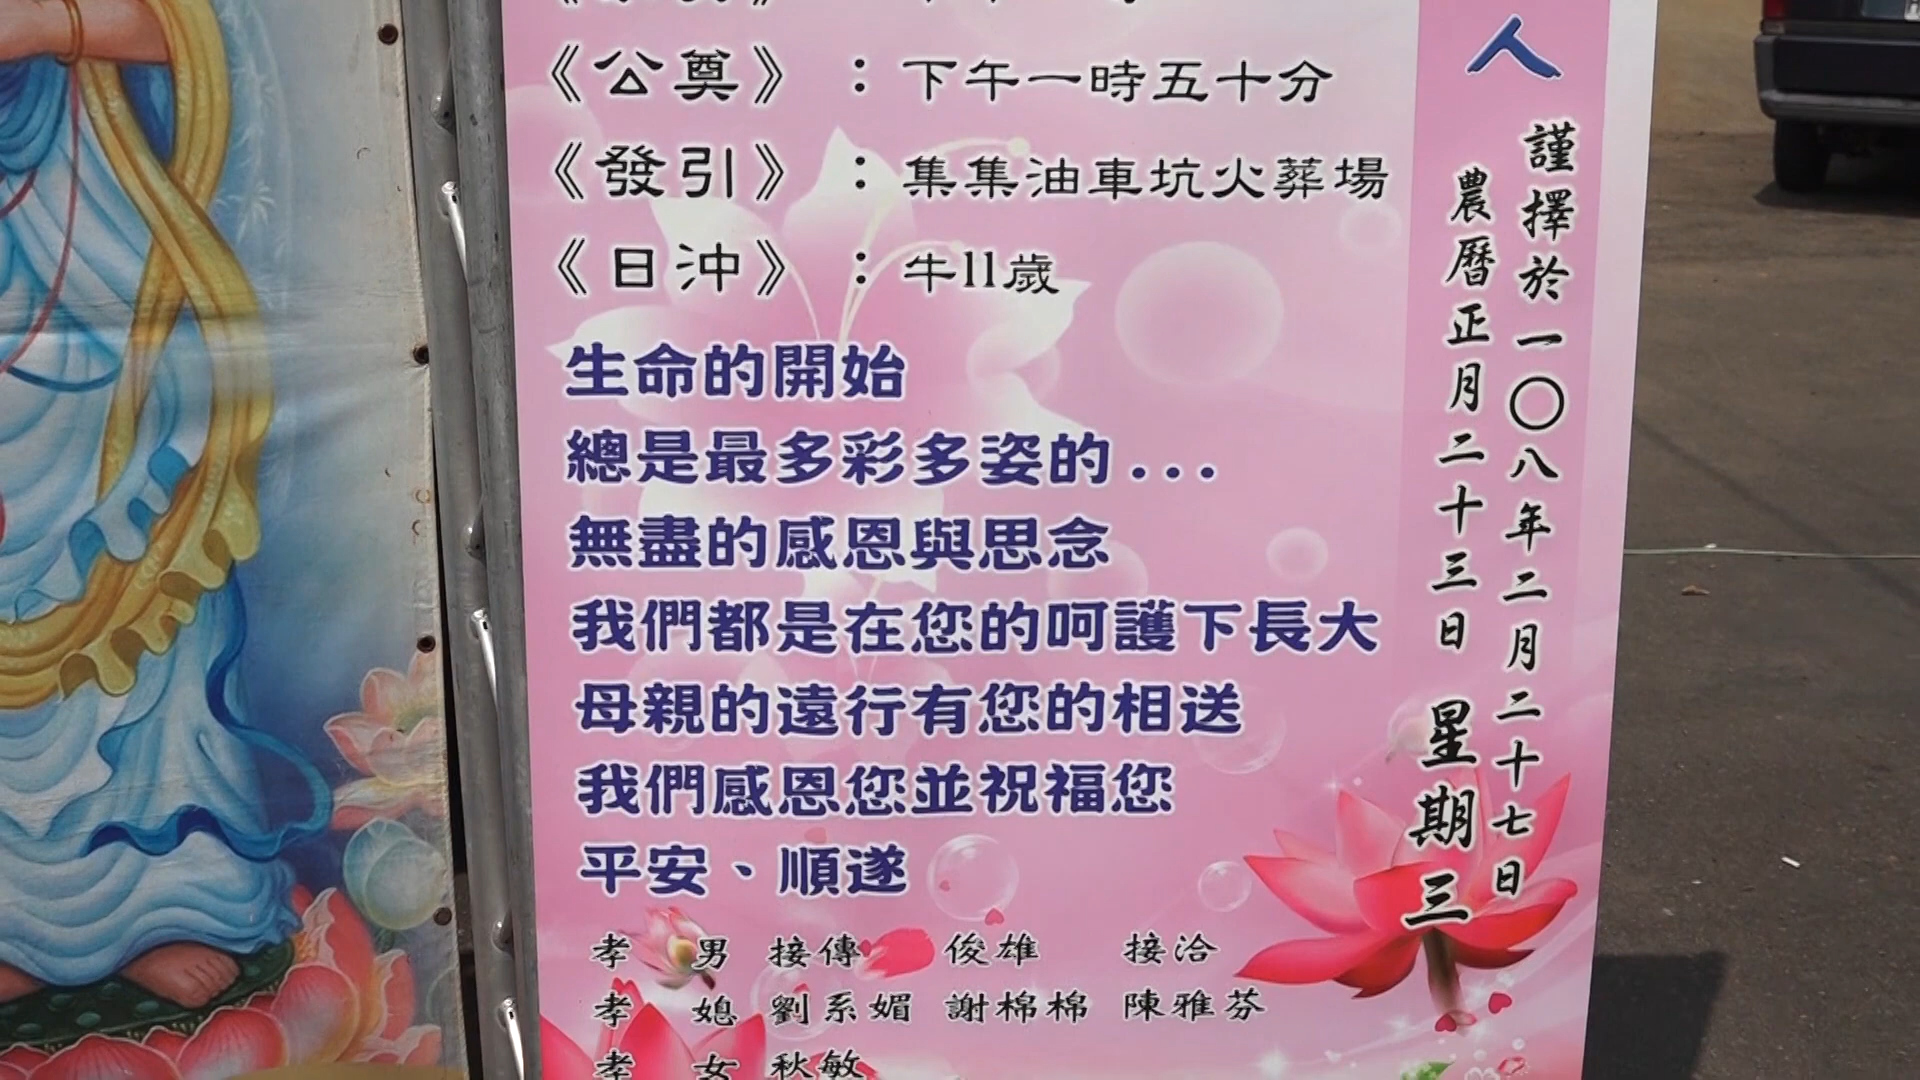 人
謹擇於一〇八年二月二十七日
農曆正月二十三日 星期三
《公奠》：下午一時五十分
《發引》：集集油車坑火葬場
《日沖》：牛11歲
生命的開始
總是最多彩多姿的...
無盡的感恩與思念
我們都是在您的呵護下長大
母親的遠行有您的相送
我們感恩您並祝福您
平安、順遂
孝 男 接傳 俊雄 接洽
孝 媳 劉系媚 謝棉棉 陳雅芬
孝 女 秋敏